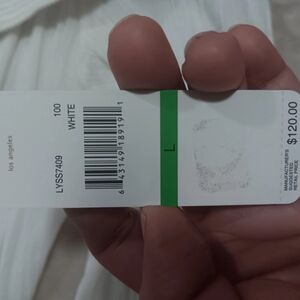 los angeles
100
WHITE
LYSS7409
6 43149 18919 1
L
MANUFACTURER'S
SUGGESTED
RETAIL PRICE
$120.00